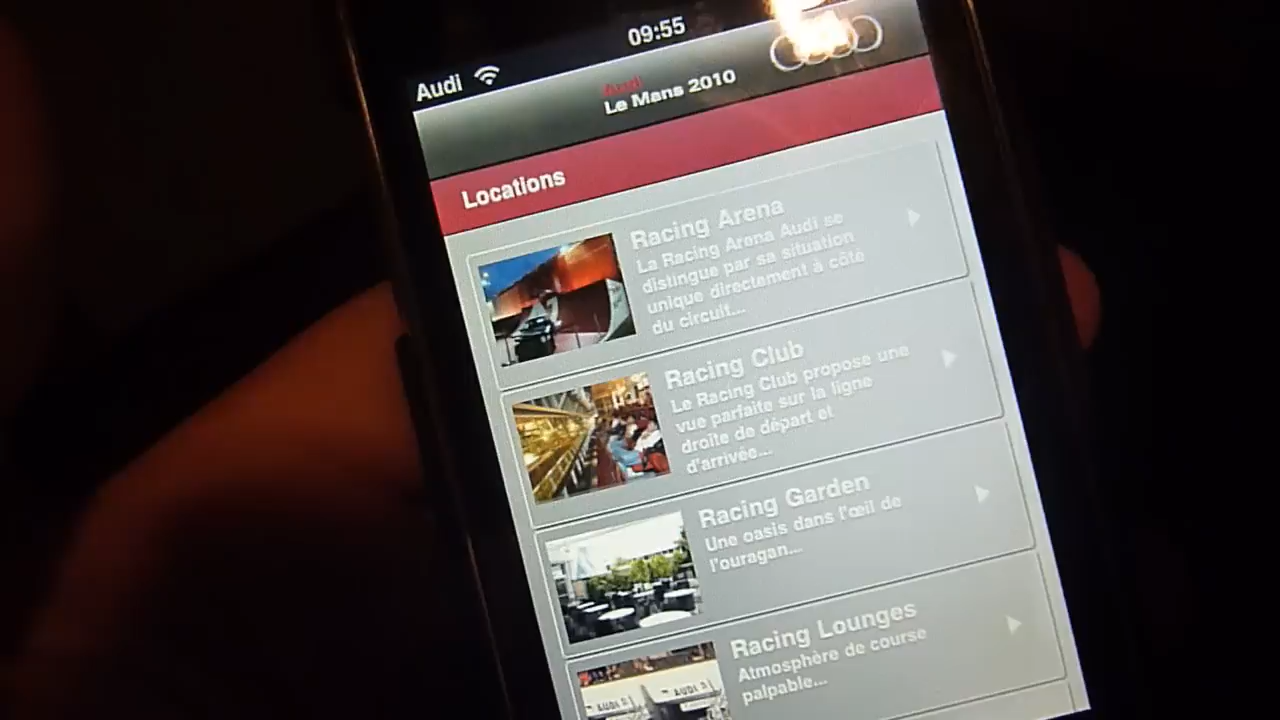 09:55
Audi
Audi
Le Mans 2010
Locations
Racing Arena
La Racing Arena Audi se
distingue par sa situation
unique directement à côté
du circuit...
Racing Club
Le Racing Club propose une
vue parfaite sur la ligne
droite de départ et
d'arrivée...
Racing Garden
Une oasis dans l'œil de
l'ouragan...
Racing Lounges
Atmosphère de course
palpable...
AUDI
AUDI